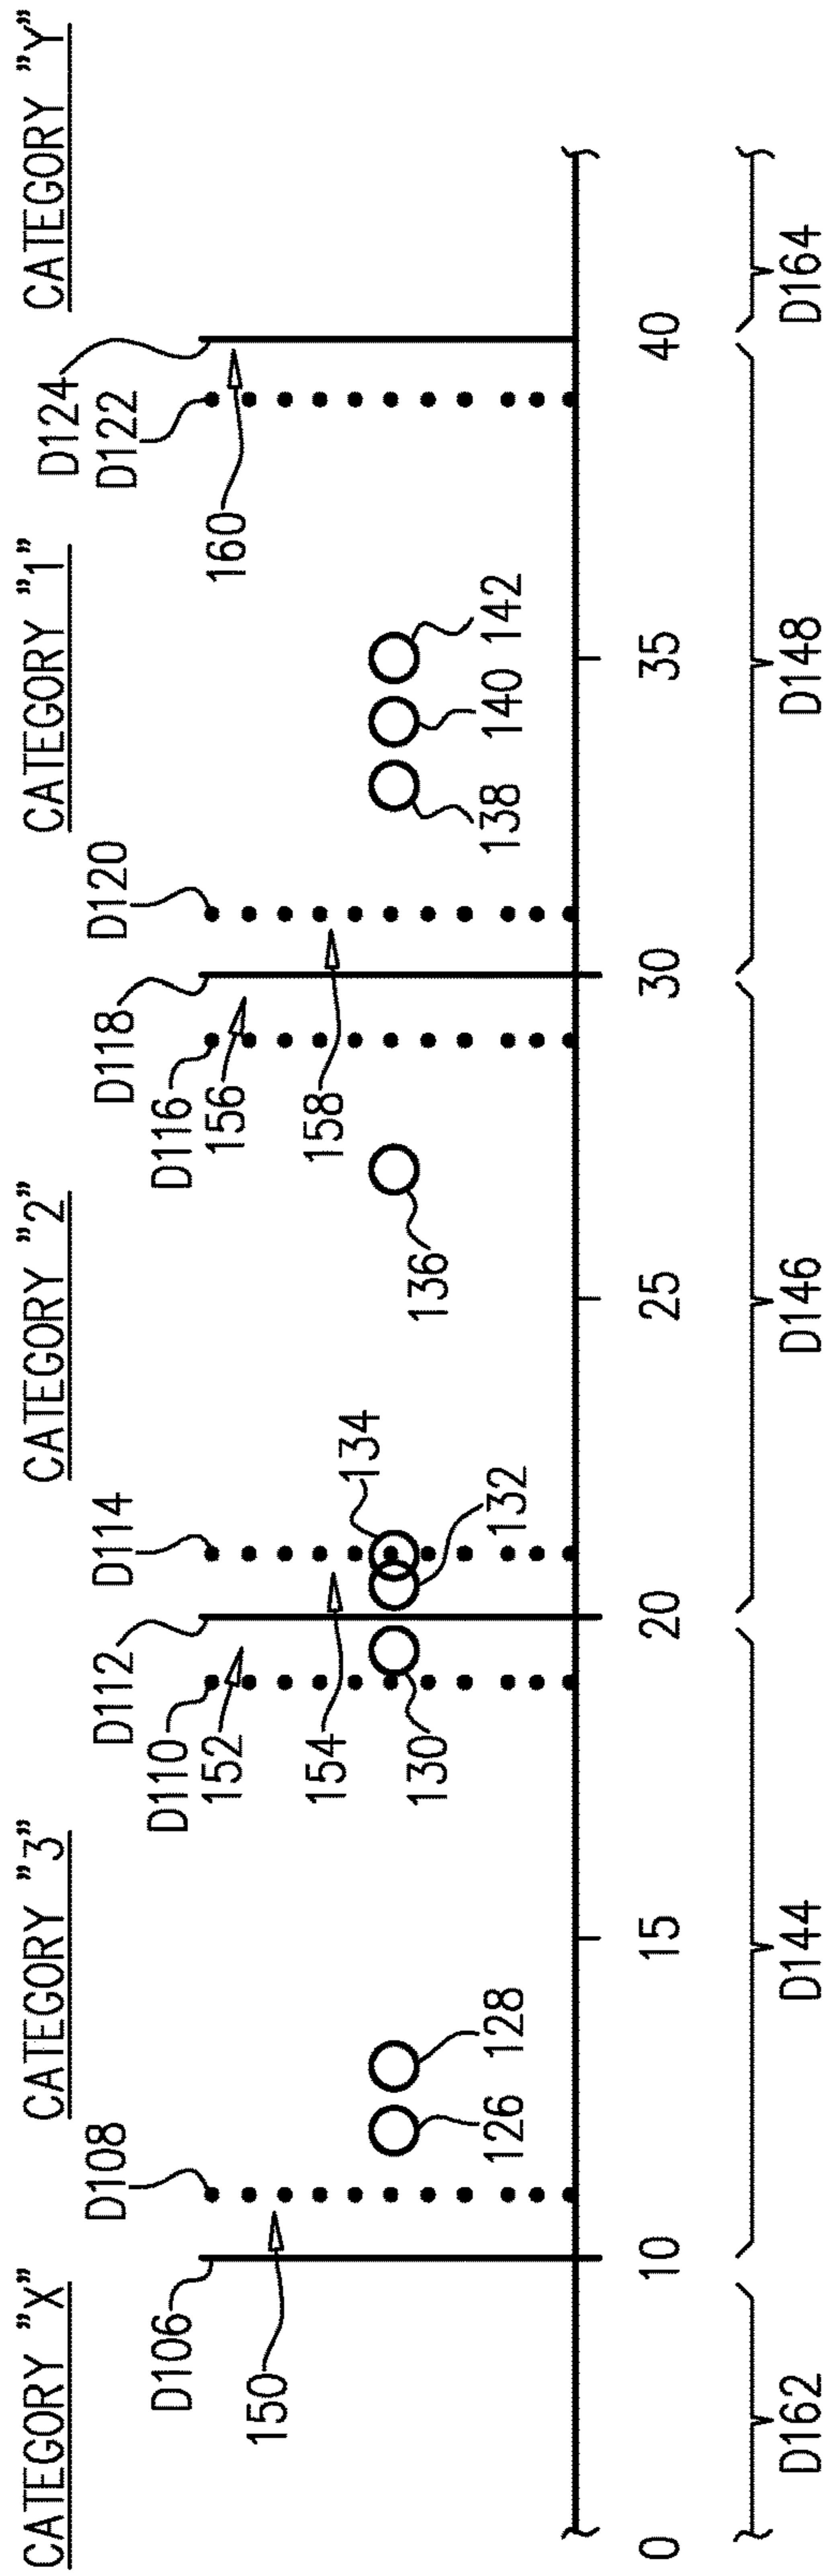 CATEGORY "X"
CATEGORY "3"
CATEGORY "2"
CATEGORY "1"
CATEGORY "Y"
D106
150
D108
D110
152
D112
154
D114
D116
156
D118
158
D120
160
D122
D124
126
128
130
132
134
136
138
140
142
0
10
15
20
25
30
35
40
D162
D144
D146
D148
D164